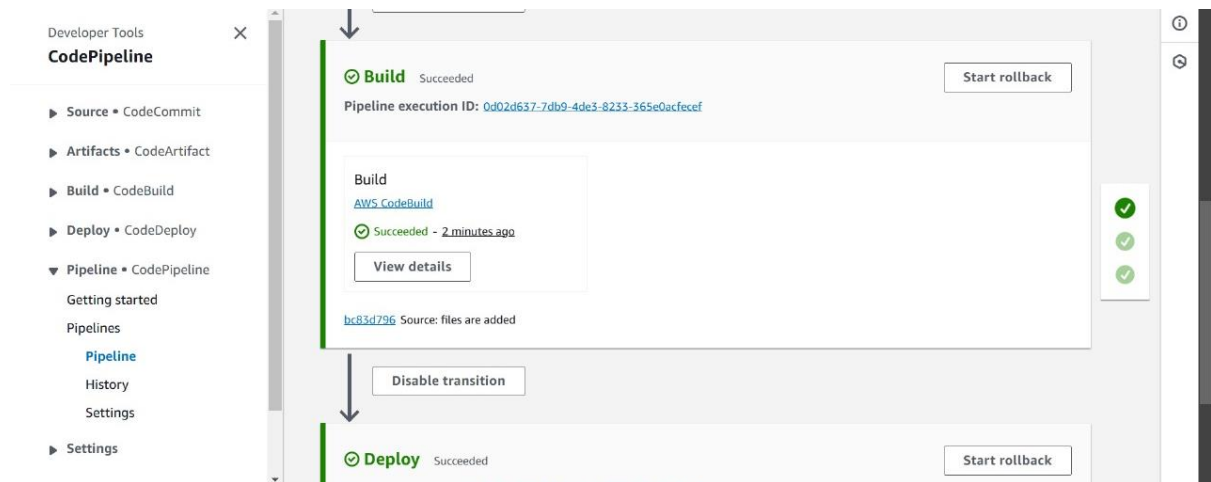 Developer Tools
CodePipeline
Source • CodeCommit
Artifacts • CodeArtifact
Build • CodeBuild
Deploy • CodeDeploy
Pipeline • CodePipeline
Getting started
Pipelines
Pipeline
History
Settings
Settings
Build Succeeded
Start rollback
Pipeline execution ID: 0d02d637-7db9-4de3-8233-365e0acfecef
Build
AWS CodeBuild
Succeeded - 2 minutes ago
View details
bc83d796 Source: files are added
Disable transition
Deploy Succeeded
Start rollback